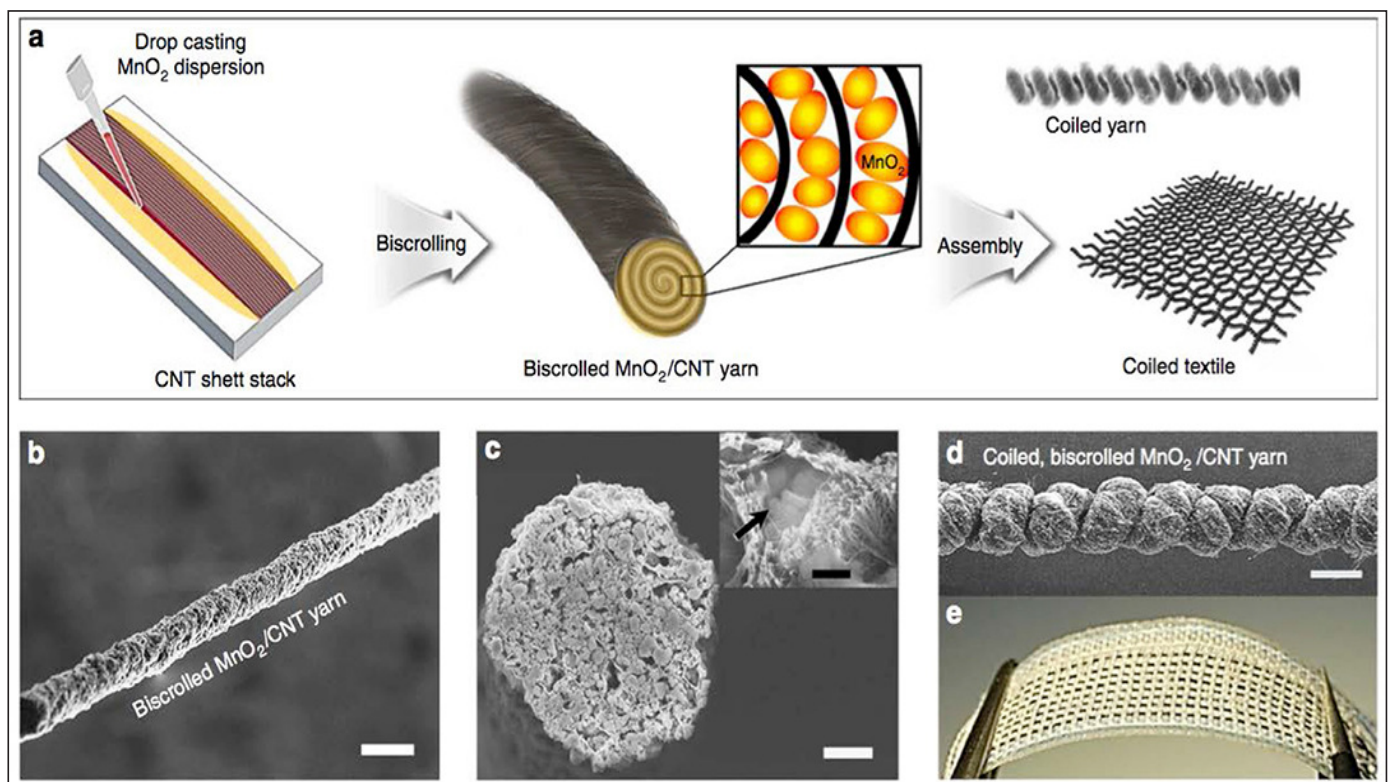 a
Drop casting
MnO₂ dispersion
CNT shett stack
Biscrolling
MnO₂
Biscrolled MnO₂/CNT yarn
Assembly
Coiled yarn
Coiled textile
b
Biscrolled MnO₂/CNT yarn
c
d
Coiled, biscrolled MnO₂ /CNT yarn
e